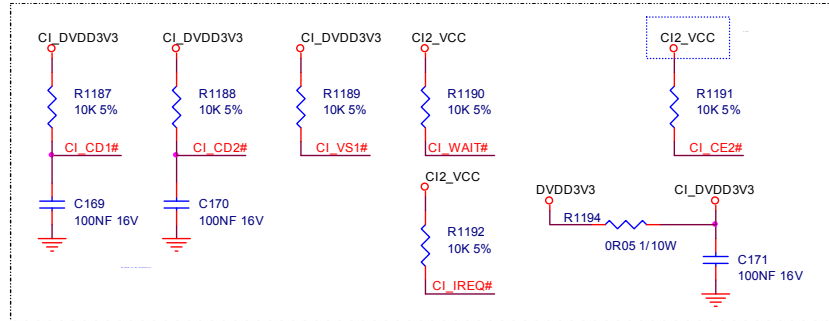 CI_DVDD3V3
CI_DVDD3V3
CI_DVDD3V3
CI2_VCC
CI2_VCC
R1187
10K 5%
R1188
10K 5%
R1189
10K 5%
R1190
10K 5%
R1191
10K 5%
CI_CD1#
CI_CD2#
CI_VS1#
CI_WAIT#
CI_CE2#
C169
100NF 16V
C170
100NF 16V
CI2_VCC
R1192
10K 5%
CI_IREQ#
DVDD3V3
CI_DVDD3V3
R1194
0R05 1/10W
C171
100NF 16V